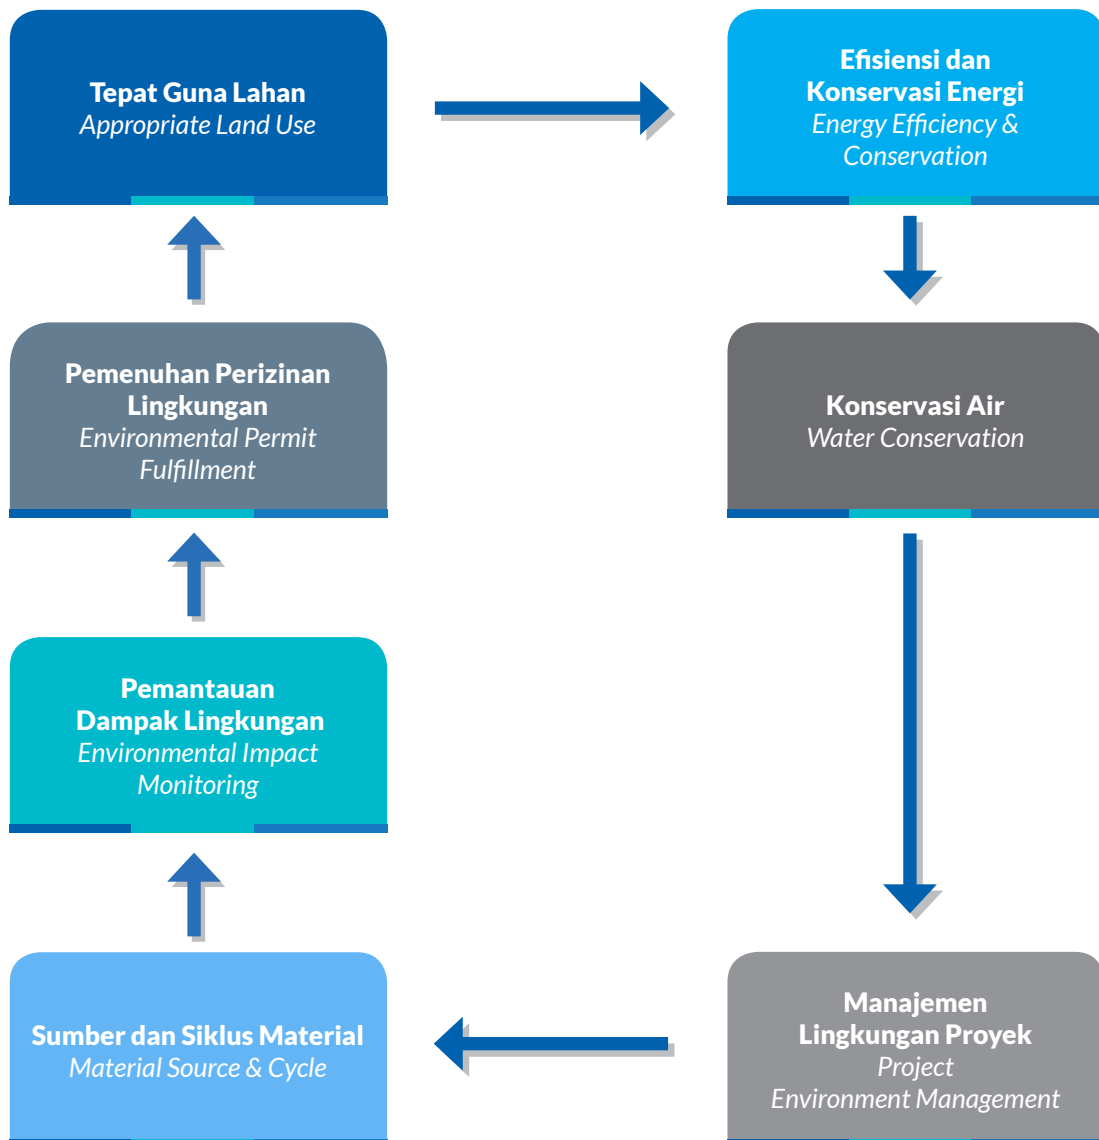 Tepat Guna Lahan
Appropriate Land Use
Efisiensi dan
Konservasi Energi
Energy Efficiency &
Conservation
Pemenuhan Perizinan
Lingkungan
Environmental Permit
Fulfillment
Konservasi Air
Water Conservation
Pemantauan
Dampak Lingkungan
Environmental Impact
Monitoring
Sumber dan Siklus Material
Material Source & Cycle
Manajemen
Lingkungan Proyek
Project
Environment Management